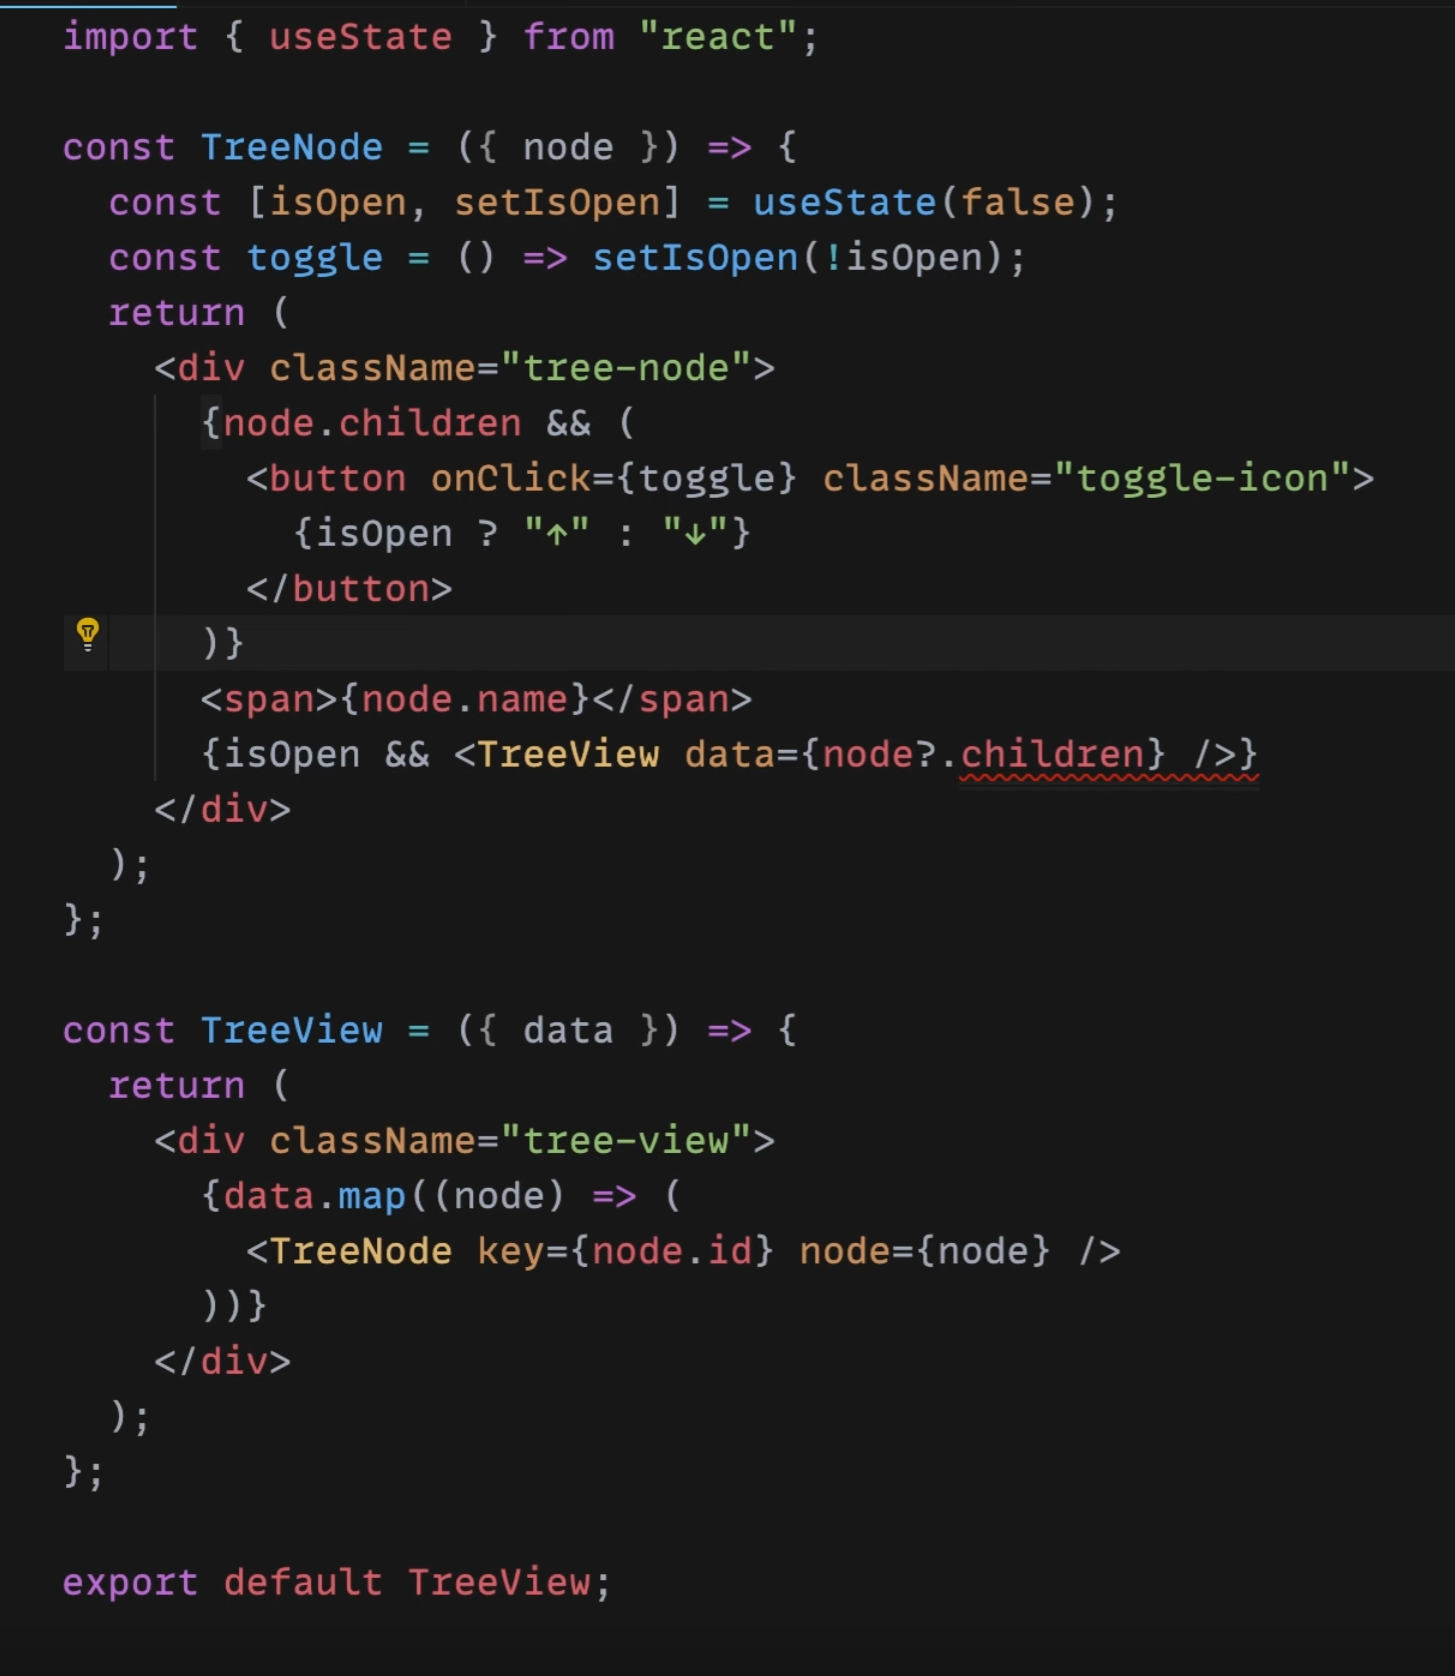 import { useState } from "react";
const TreeNode = ({ node }) => {
const [isOpen, setIsOpen] = useState(false);
const toggle = () => setIsOpen(!isOpen);
return (
<div className="tree-node">
{node.children && (
<button onClick={toggle} className="toggle-icon">
{isOpen ? "↑" : "↓"}
</button>
)}
<span>{node.name}</span>
{isOpen && <TreeView data={node?.children} />}
</div>
);
};
const TreeView = ({ data }) => {
return (
<div className="tree-view">
{data.map((node) => (
<TreeNode key={node.id} node={node} />
))}
</div>
);
};
export default TreeView;